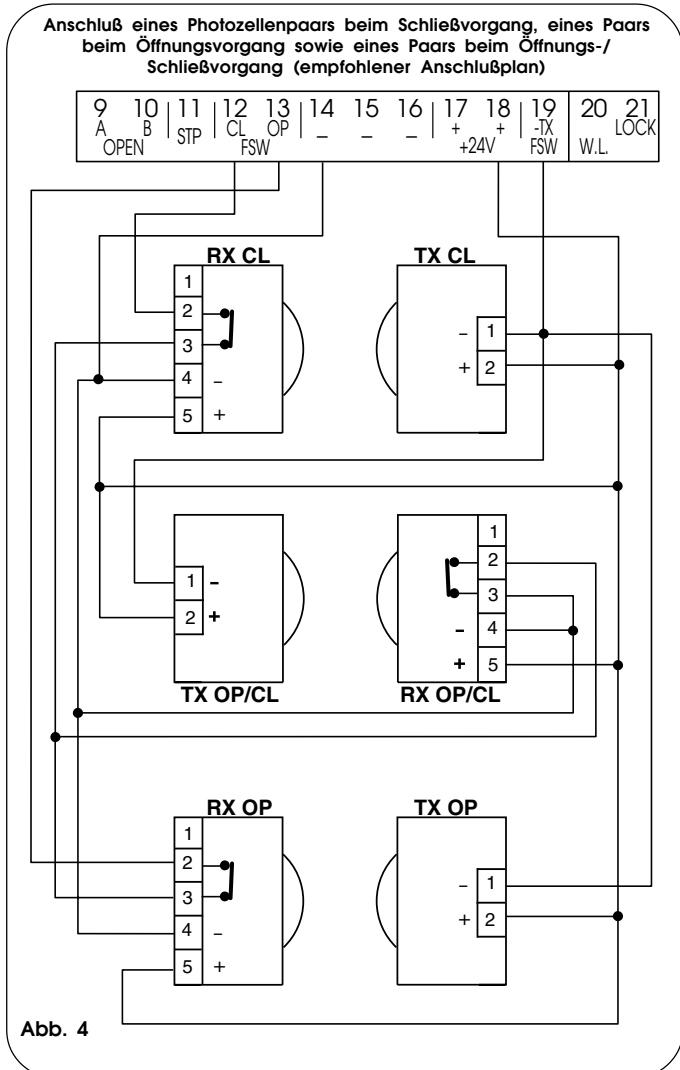 Anschluß eines Photozellenpaars beim Schließvorgang, eines Paars
beim Öffnungsvorgang sowie eines Paars beim Öffnungs-/
Schließvorgang (empfohlener Anschlußplan)
9 10 11 12 13 14 15 16 17 18 19 20 21
A B STP CL OP – – – + + -TX LOCK
OPEN FSW +24V FSW W.L.
RX CL TX CL
1
2
3
4 –
5 +
– 1
+ 2
1 -
2 +
1
2
3
- 4
+ 5
TX OP/CL RX OP/CL
RX OP TX OP
1
2
3
4 –
5 +
– 1
+ 2
Abb. 4